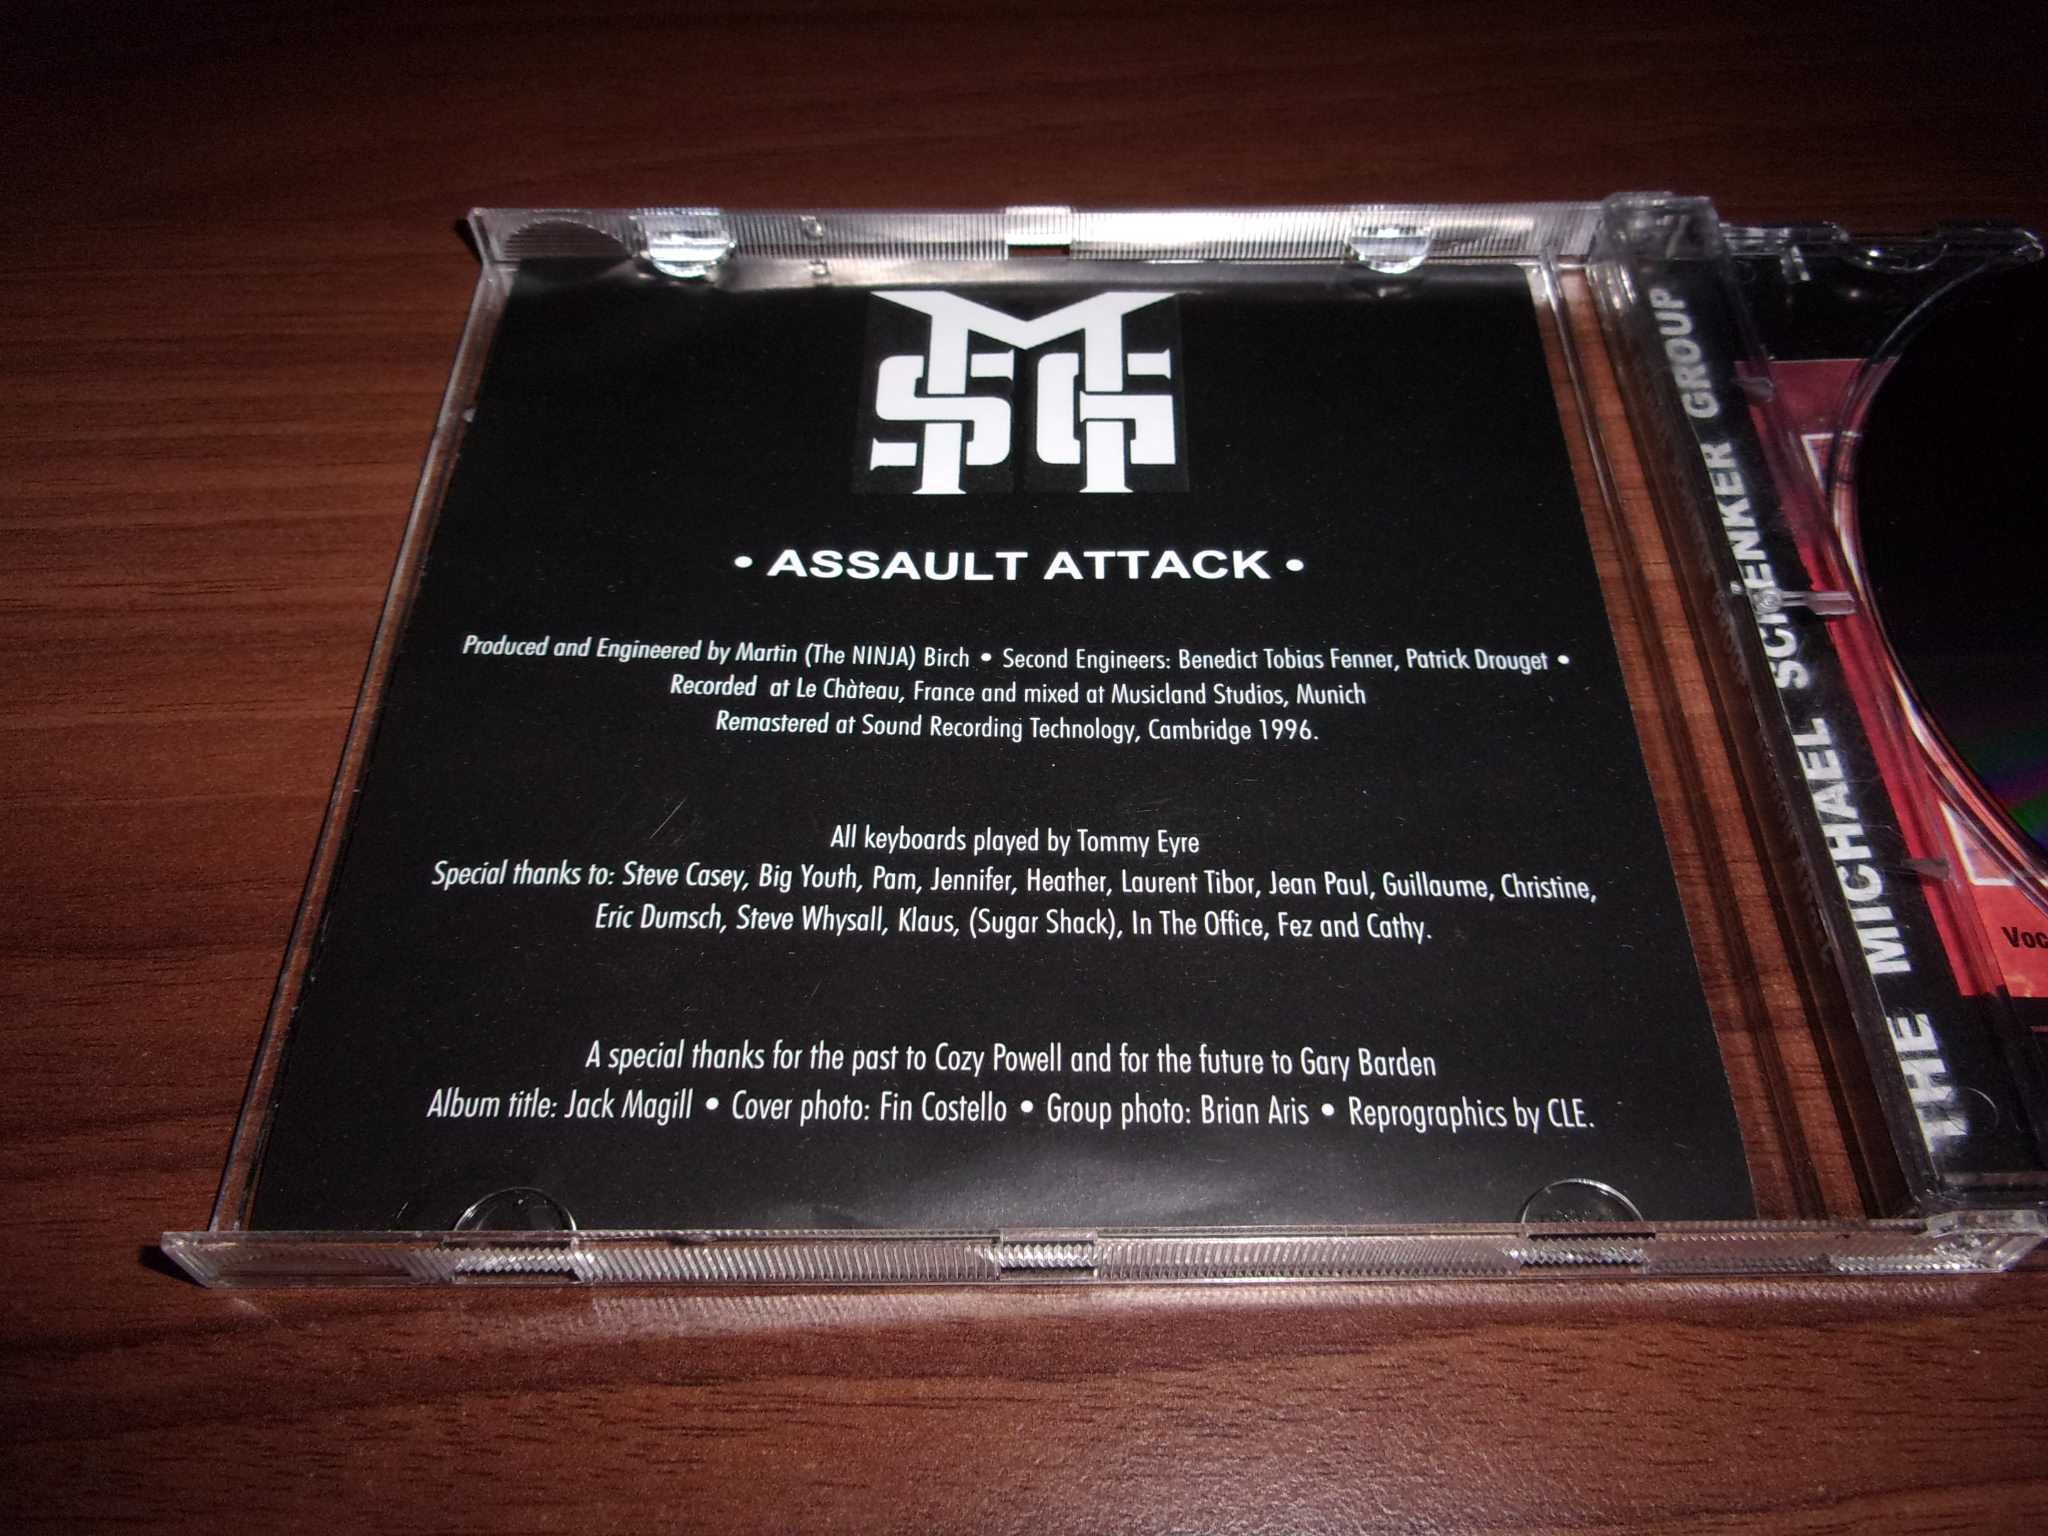 MSG
• ASSAULT ATTACK •
Produced and Engineered by Martin (The NINJA) Birch • Second Engineers: Benedict Tobias Fenner, Patrick Drouget •
Recorded at Le Chàteau, France and mixed at Musicland Studios, Munich
Remastered at Sound Recording Technology, Cambridge 1996.
All keyboards played by Tommy Eyre
Special thanks to: Steve Casey, Big Youth, Pam, Jennifer, Heather, Laurent Tibor, Jean Paul, Guillaume, Christine,
Eric Dumsch, Steve Whysall, Klaus, (Sugar Shack), In The Office, Fez and Cathy.
A special thanks for the past to Cozy Powell and for the future to Gary Barden
Album title: Jack Magill • Cover photo: Fin Costello • Group photo: Brian Aris • Reprographics by CLE.
THE MICHAEL SCHENKER GROUP
Voc